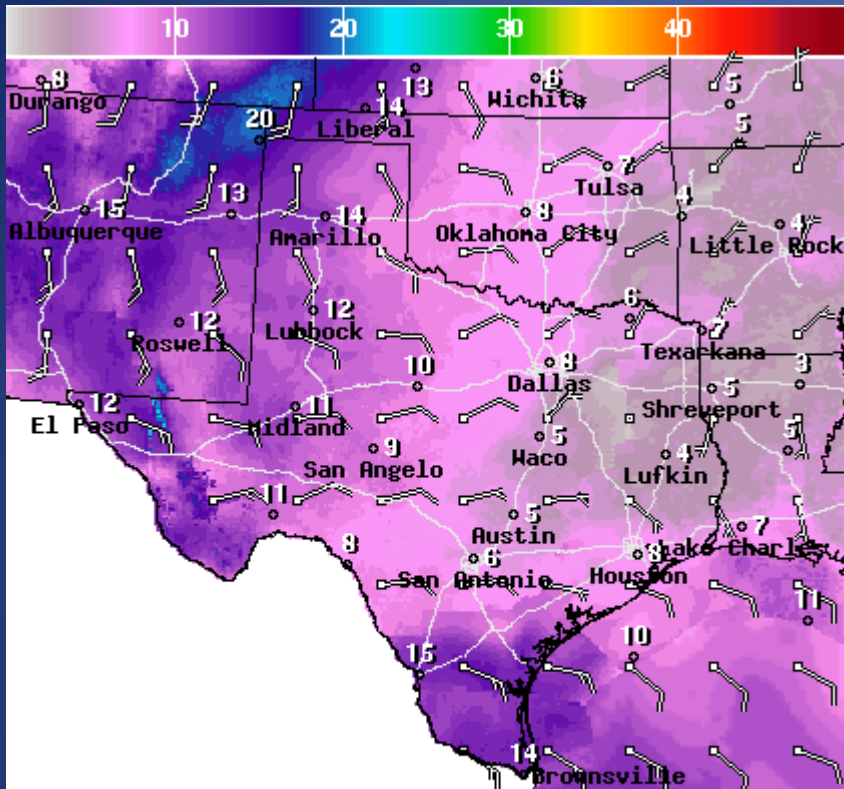 10 20 30 40
8 13 6 5
Durango Wichita
14
Liberal
20 5
7
Tulsa
15 13 14 8 4 4
Albuquerque Amarillo Oklahoma City Little Rock
12 12 6
Roswell Lubbock
7
Texarkana
8 3
10 Dallas 5
12 11 Shreveport
El Paso Midland
9 5 4 5
San Angelo Waco Lufkin
11 5 7
Austin
8 6 8 Lake Charles
San Antonio Houston
11
10
15
14
Brownsville